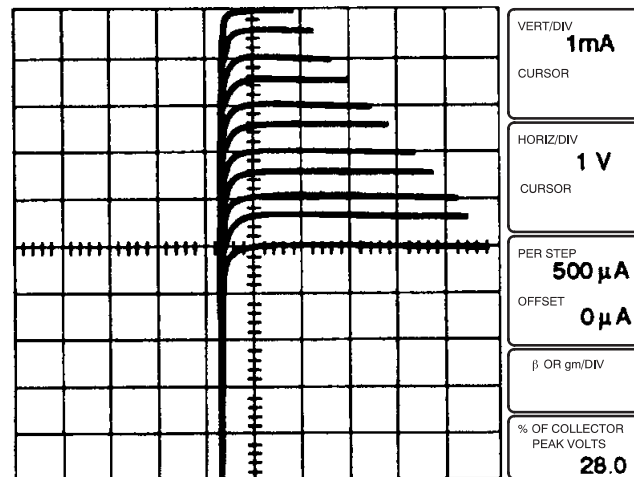 VERT/DIV
1mA
CURSOR
HORIZ/DIV
1 V
CURSOR
PER STEP
500 µA
OFFSET
0 µA
β OR gm/DIV
% OF COLLECTOR
PEAK VOLTS
28.0